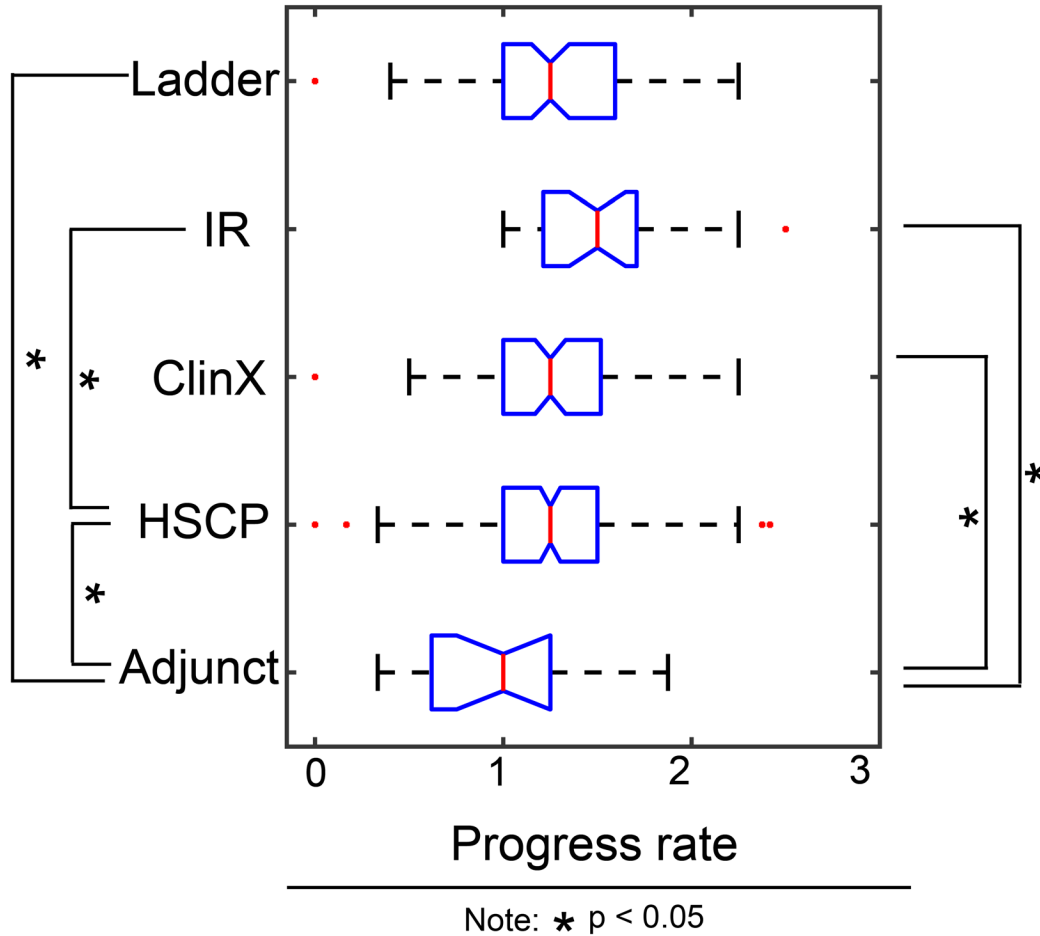 Ladder
IR
*
*
ClinX
*
HSCP
*
*
Adjunct
0 1 2 3
Progress rate
Note: * p < 0.05